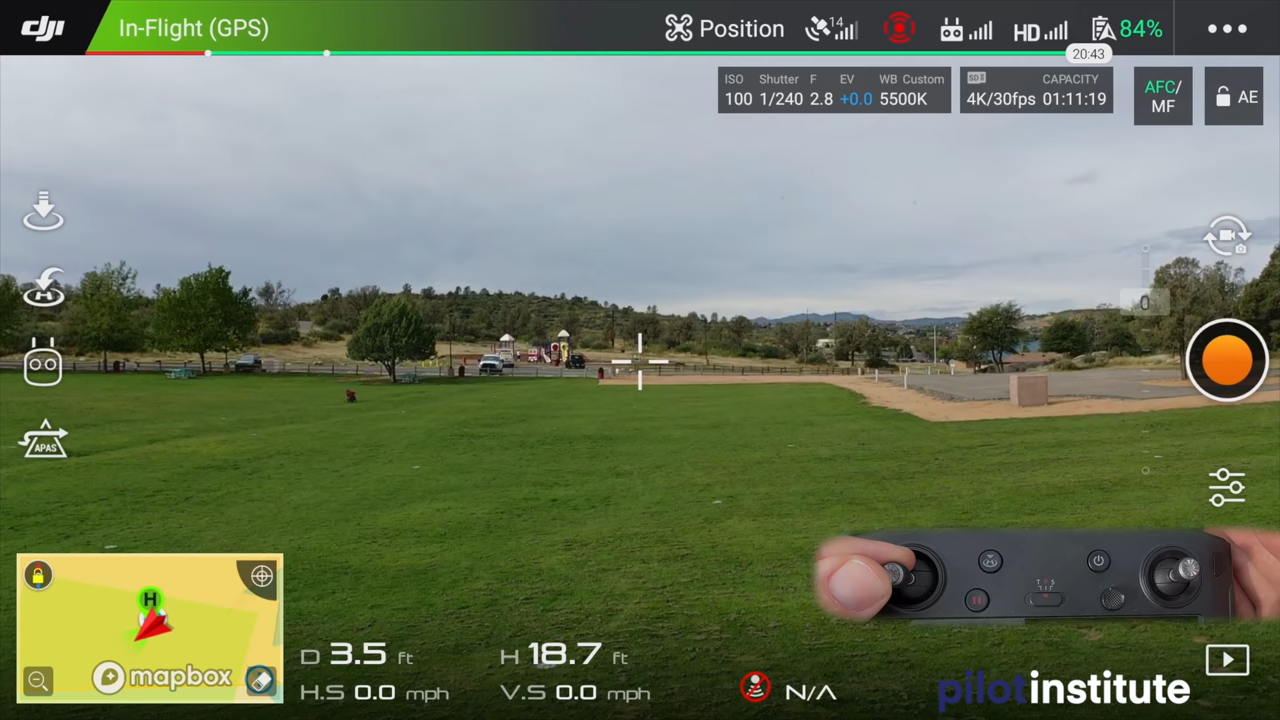 dji In-Flight (GPS) Position 14 HD 84%
20:43
ISO Shutter F EV WB Custom
100 1/240 2.8 +0.0 5500K
SD CAPACITY
4K/30fps 01:11:19
AFC/
MF
AE
0
H
APAS
T P S
H
mapbox
D 3.5 ft H 18.7 ft
H.S 0.0 mph V.S 0.0 mph N/A
pilotinstitute